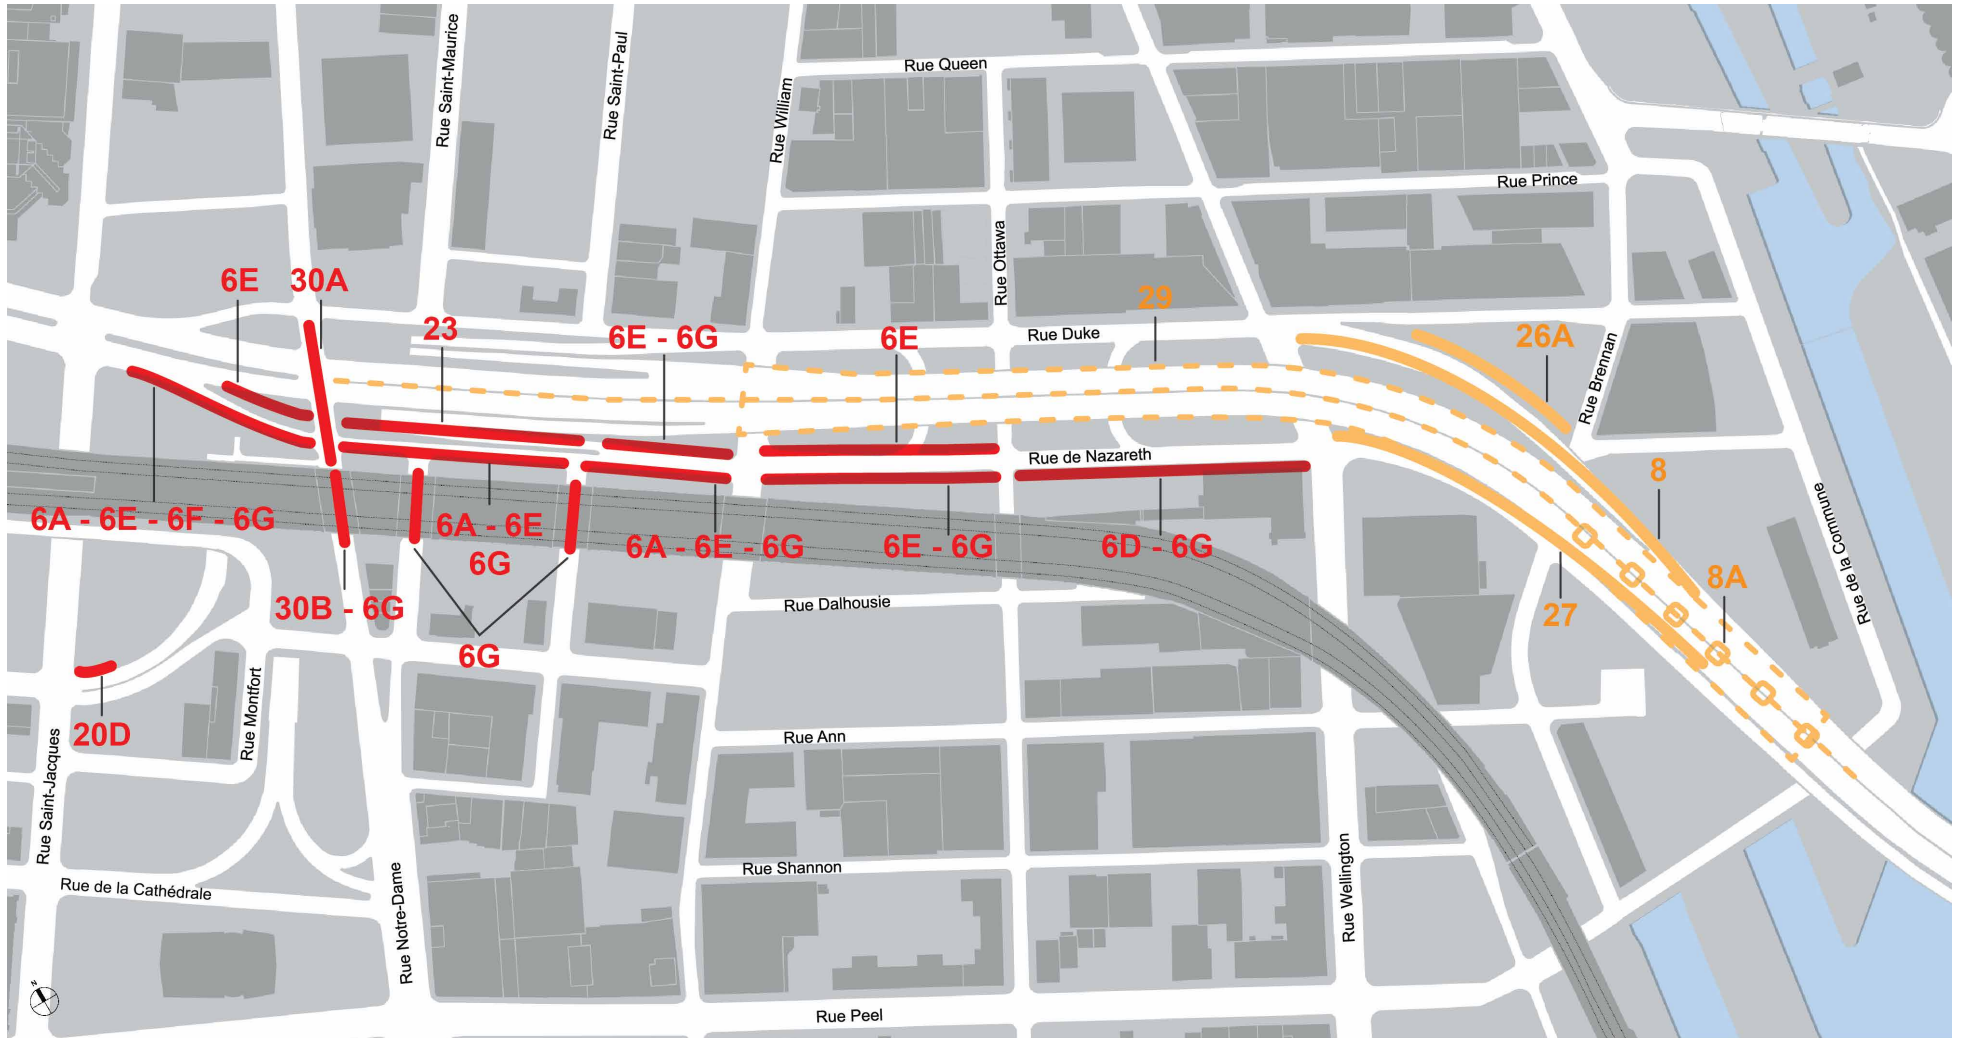 Rue Saint-Maurice
Rue Saint-Paul
Rue William
Rue Queen
Rue Prince
Rue Ottawa
6E
30A
23
6E - 6G
6E
29
Rue Duke
26A
Rue Brennan
Rue de Nazareth
8
Rue de la Commune
6A - 6E - 6F - 6G
6A - 6E
6G
6A - 6E - 6G
6E - 6G
6D - 6G
8A
27
30B - 6G
Rue Dalhousie
6G
20D
Rue Montfort
Rue Saint-Jacques
Rue Ann
Rue Shannon
Rue de la Cathédrale
Rue Notre-Dame
Rue Wellington
N
Rue Peel